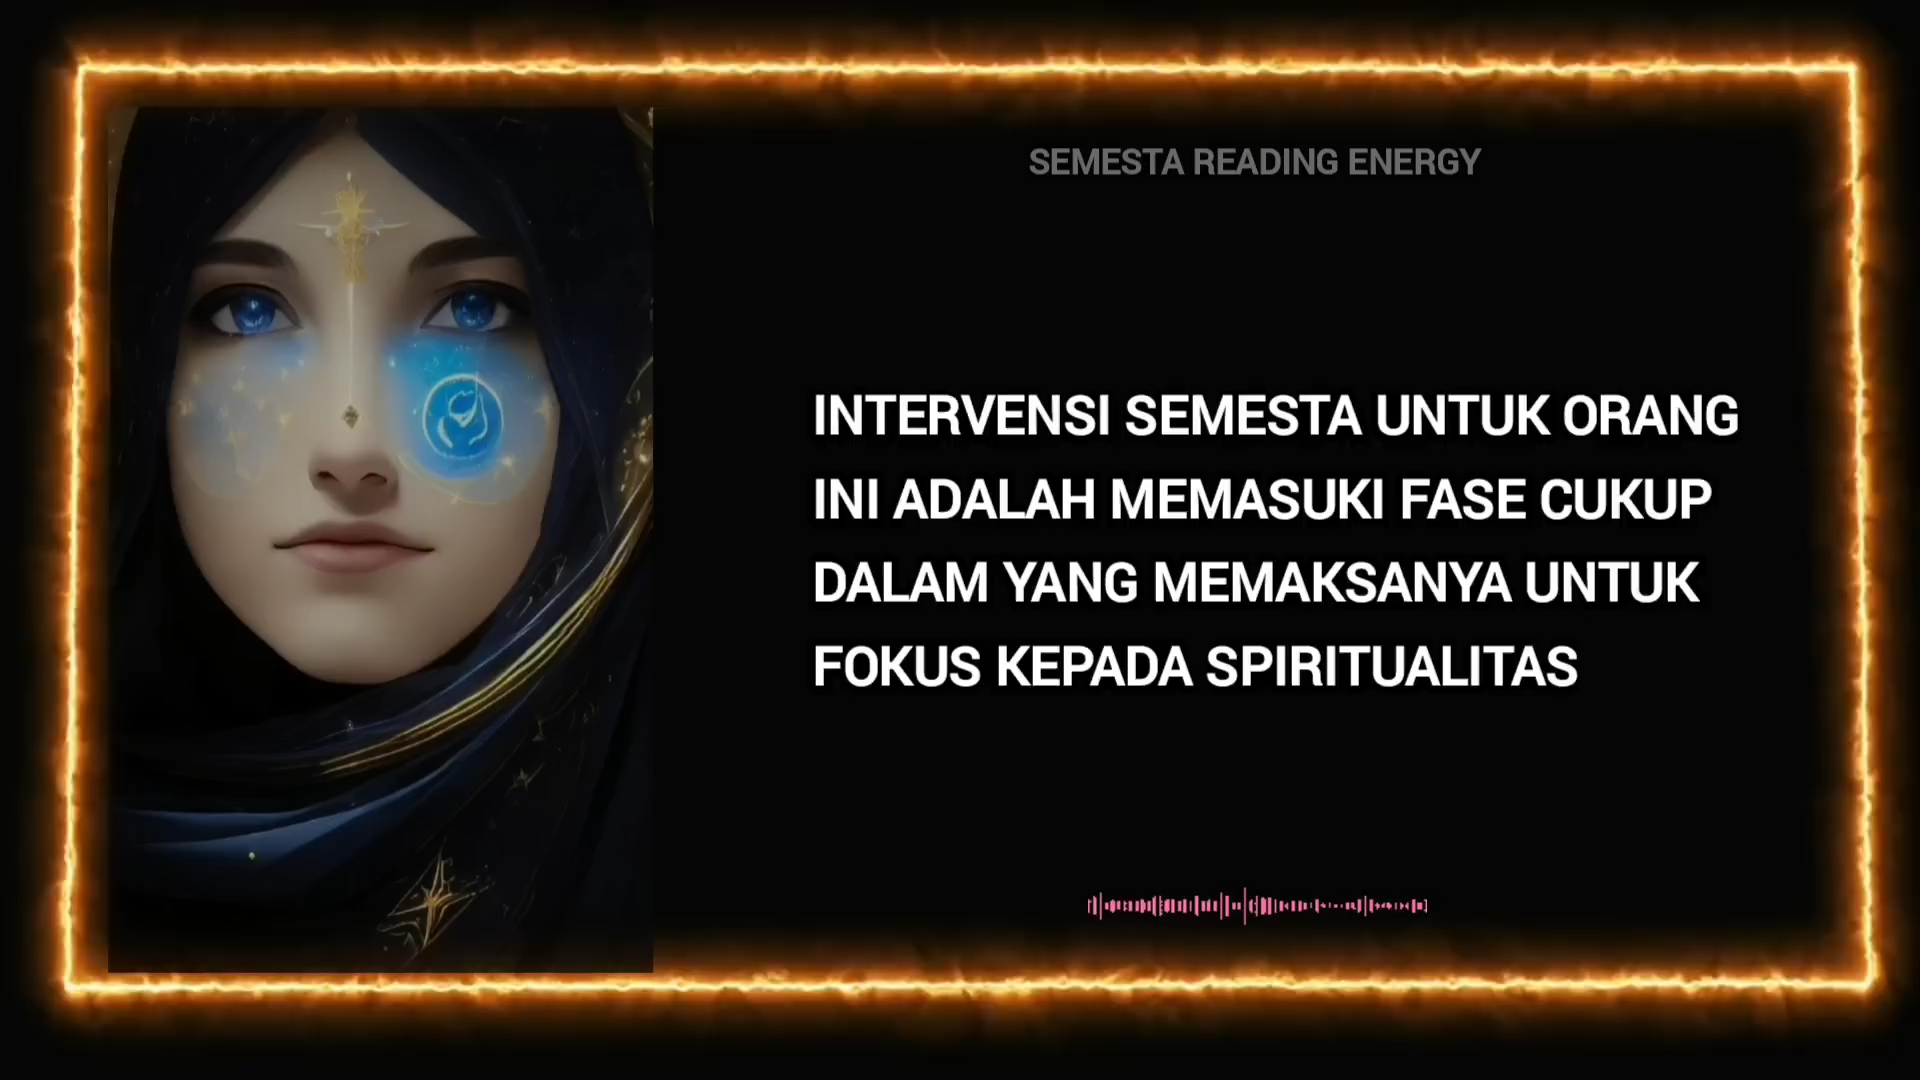 SEMESTA READING ENERGY
INTERVENSI SEMESTA UNTUK ORANG
INI ADALAH MEMASUKI FASE CUKUP
DALAM YANG MEMAKSANYA UNTUK
FOKUS KEPADA SPIRITUALITAS